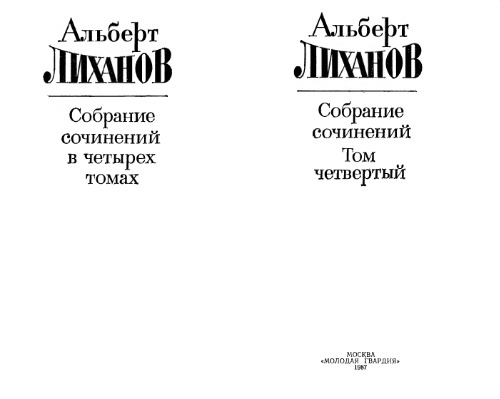 Альберт
ЛИХАНОВ
Собрание
сочинений
в четырех
томах
Альберт
ЛИХАНОВ
Собрание
сочинений
Том
четвертый
МОСКВА
«МОЛОДАЯ ГВАРДИЯ»
1987